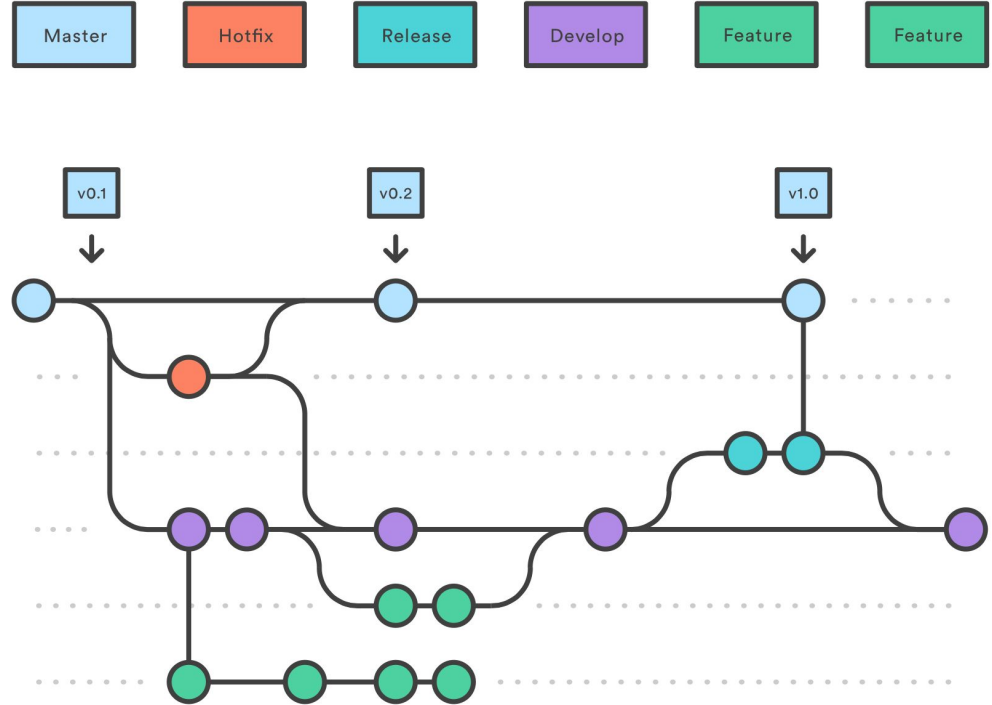 Master
Hotfix
Release
Develop
Feature
Feature
v0.1
v0.2
v1.0